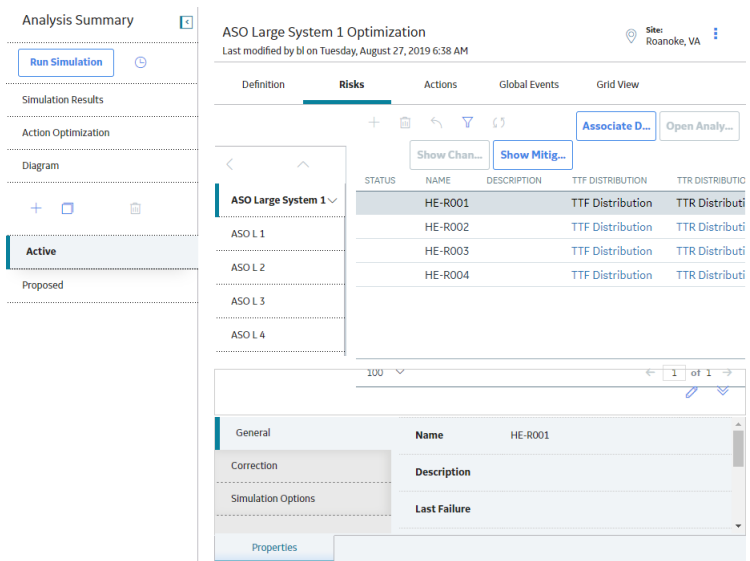 Analysis Summary
Run Simulation
Simulation Results
Action Optimization
Diagram
Active
Proposed
ASO Large System 1 Optimization
Last modified by bl on Tuesday, August 27, 2019 6:38 AM
Site:
Roanoke, VA
Definition Risks Actions Global Events Grid View
Associate D... Open Analy...
Show Chan... Show Mitig...
ASO Large System 1
ASO L 1
ASO L 2
ASO L 3
ASO L 4
STATUS NAME DESCRIPTION TTF DISTRIBUTION TTR DISTRIBUTIO
HE-R001 TTF Distribution TTR Distributi
HE-R002 TTF Distribution TTR Distributi
HE-R003 TTF Distribution TTR Distributi
HE-R004 TTF Distribution TTR Distributi
100 1 of 1
General
Correction
Simulation Options
Name HE-R001
Description
Last Failure
Properties